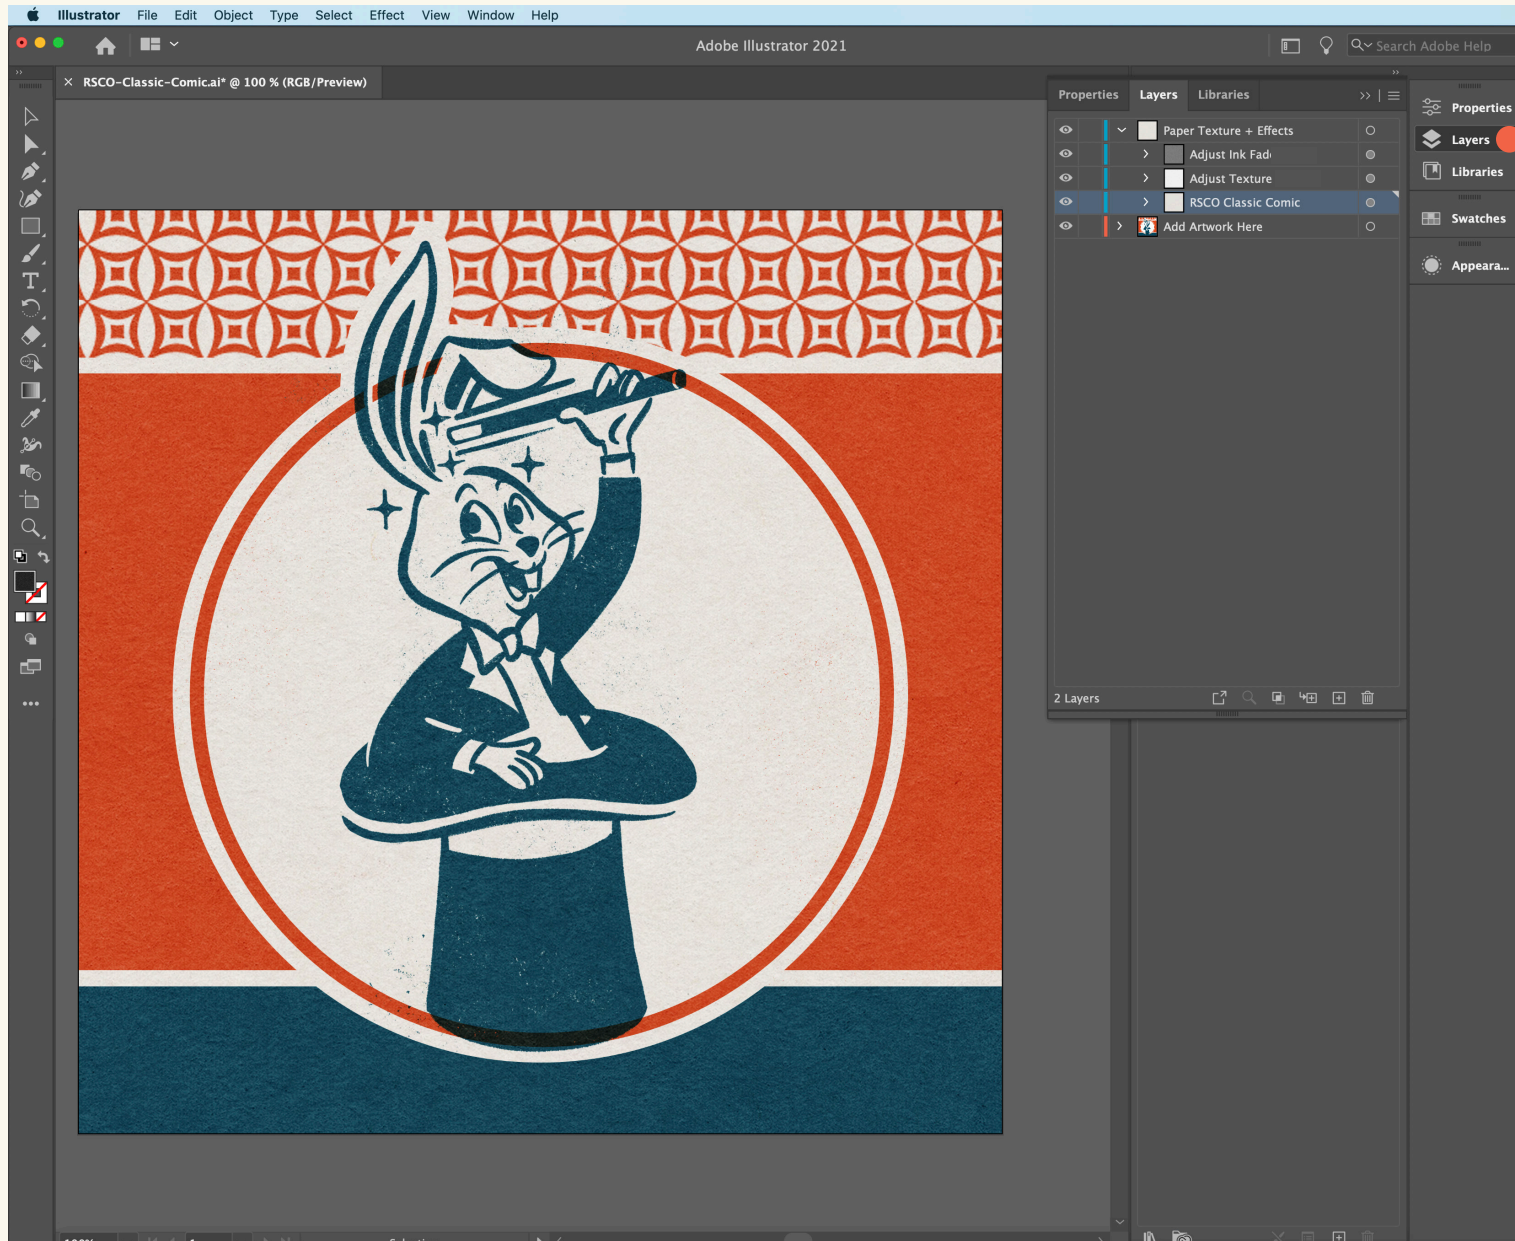 Illustrator File Edit Object Type Select Effect View Window Help
Adobe Illustrator 2021
Search Adobe Help
× RSCO-Classic-Comic.ai* @ 100 % (RGB/Preview)
Properties Layers Libraries
Paper Texture + Effects
Adjust Ink Fad
Adjust Texture
RSCO Classic Comic
Add Artwork Here
2 Layers
Properties
Layers
Libraries
Swatches
Appeara...